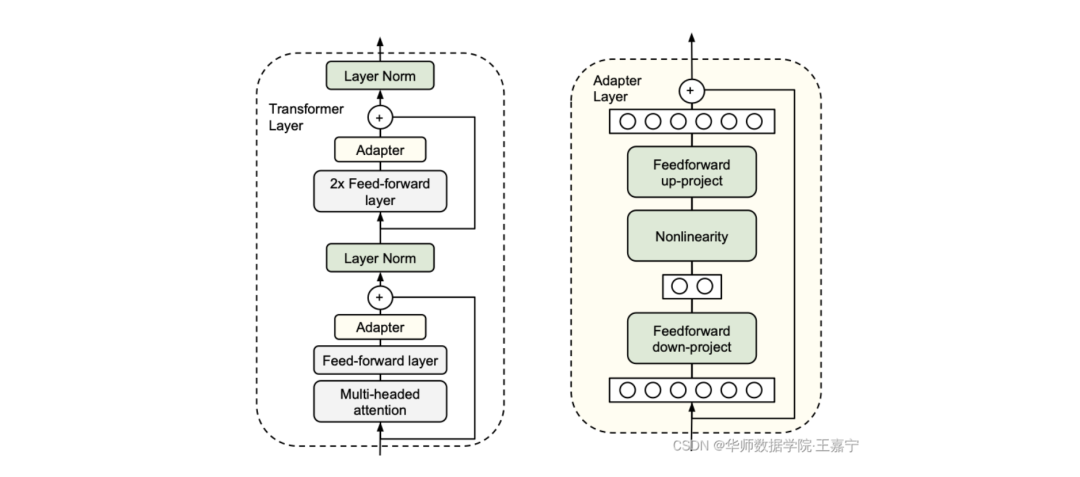 Layer Norm
Transformer
Layer
+
Adapter
2x Feed-forward
layer
Layer Norm
+
Adapter
Feed-forward layer
Multi-headed
attention
Adapter
Layer
+
Feedforward
up-project
Nonlinearity
Feedforward
down-project
CSDN @华师数据学院·王嘉宁